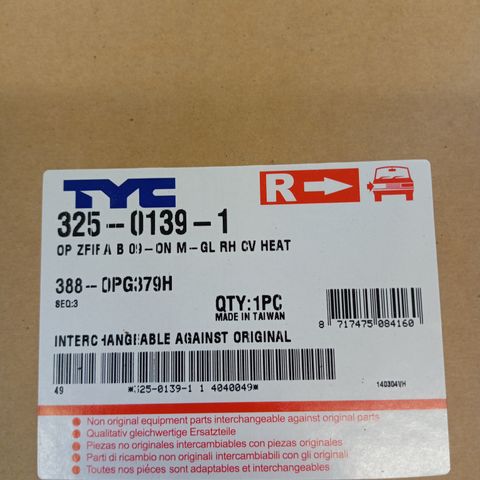 TYC
R
325-0139-1
OP ZFIFA B 09-ON M-GL RH CV HEAT
388-0PG379H
SEQ:3
QTY:1PC
MADE IN TAIWAN
8 717475 084160
INTERCHANGEABLE AGAINST ORIGINAL
49 *325-0139-1 1 4040049* 140304VH
Non original equipment parts interchangeable against original parts
Qualitativ gleichwertige Ersatzteile
Piezas no originales intercambiables con piezas originales
Parti di ricambio non originali intercambiabili con gli originali
Toutes nos piéces sont adaptables et interchangeables